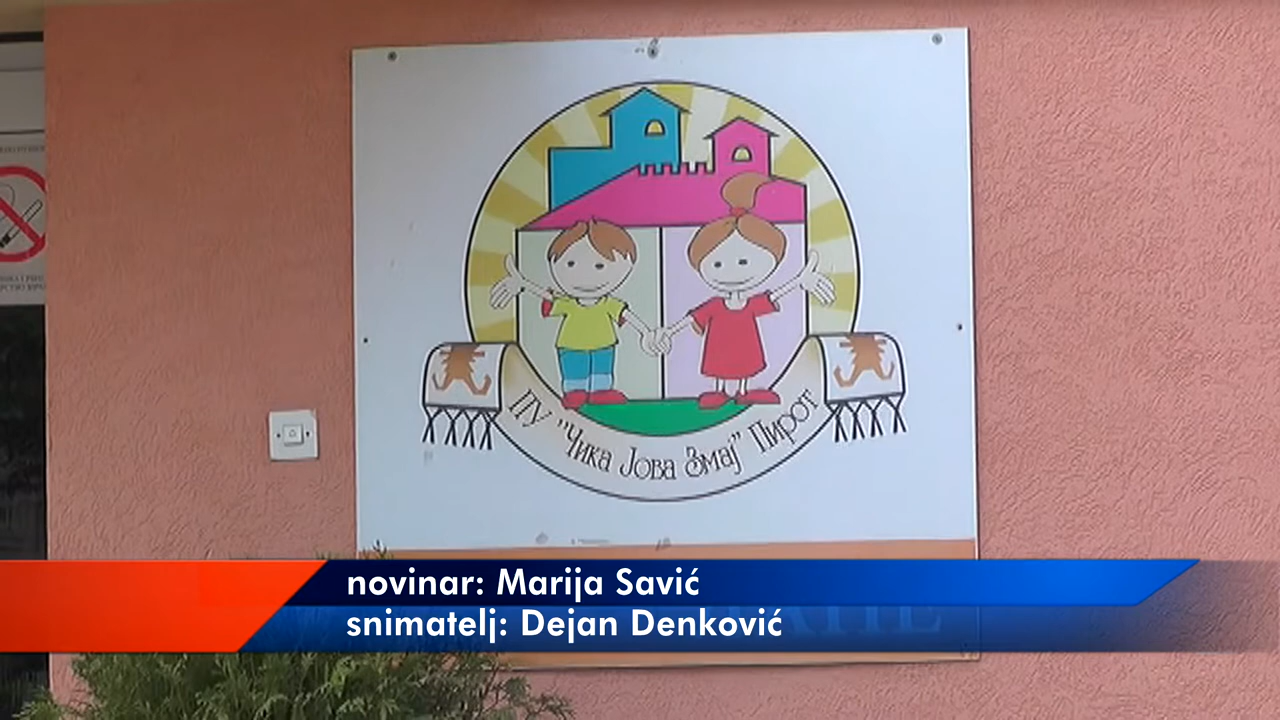 ПУ "Чика Јова Змај" Пирот
novinar: Marija Savić
snimatelj: Dejan Denković